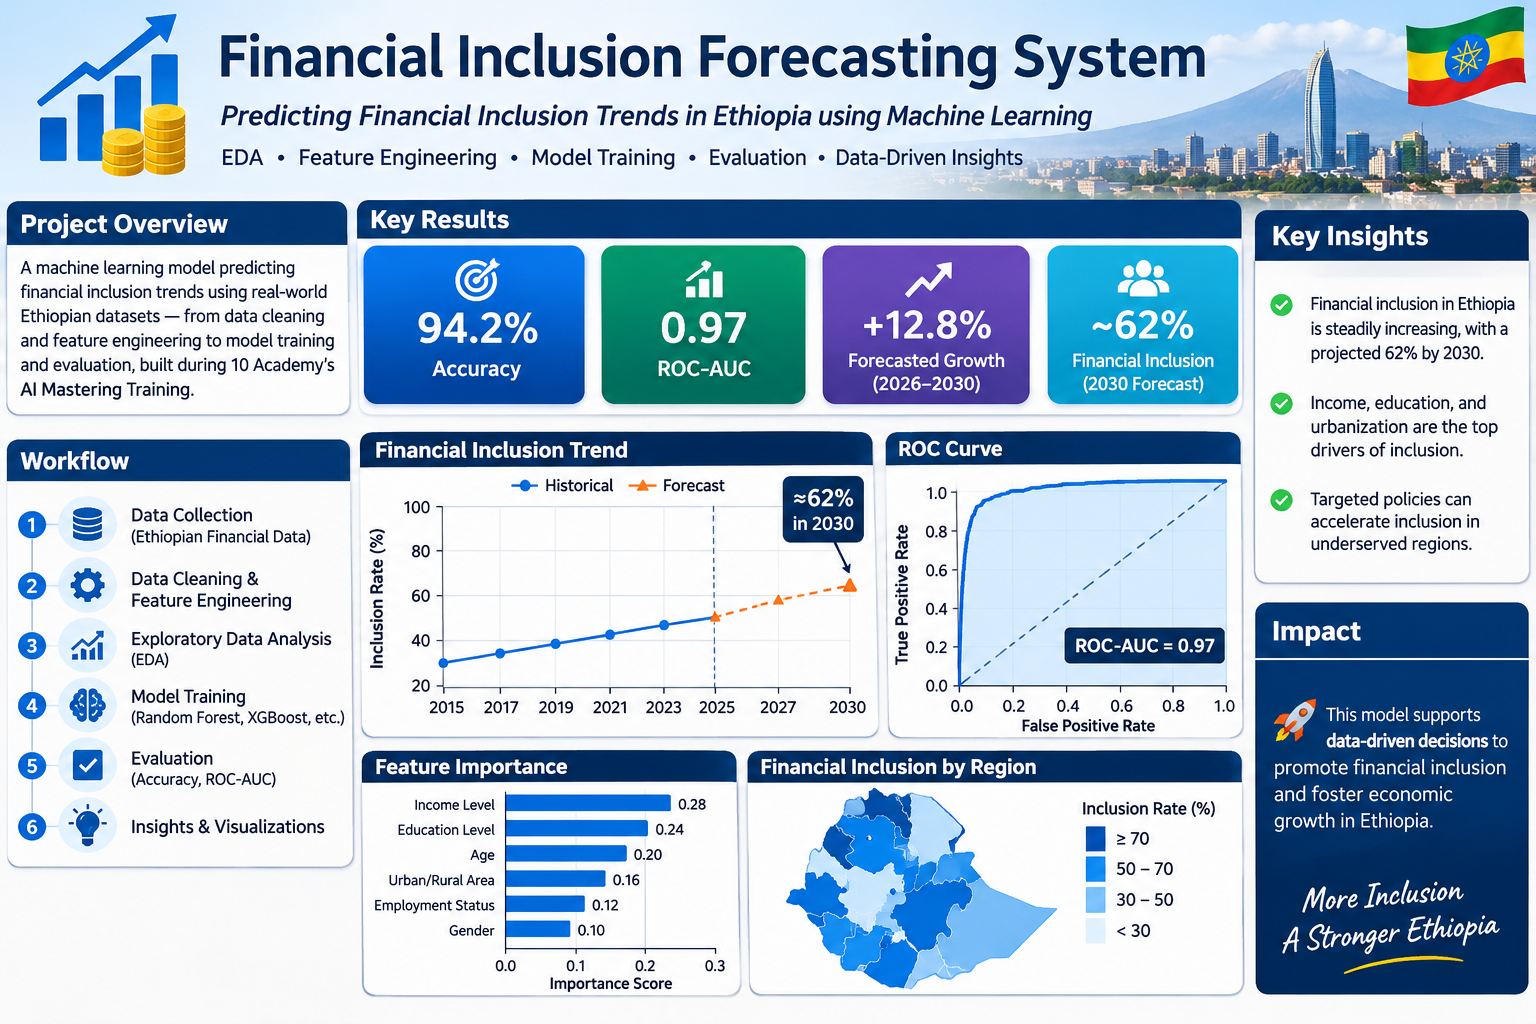 Financial Inclusion Forecasting System
Predicting Financial Inclusion Trends in Ethiopia using Machine Learning
EDA • Feature Engineering • Model Training • Evaluation • Data-Driven Insights
Project Overview
A machine learning model predicting
financial inclusion trends using real-world
Ethiopian datasets — from data cleaning
and feature engineering to model training
and evaluation, built during 10 Academy's
AI Mastering Training.
Key Results
94.2%
Accuracy
0.97
ROC-AUC
+12.8%
Forecasted Growth
(2026–2030)
~62%
Financial Inclusion
(2030 Forecast)
Key Insights
Financial inclusion in Ethiopia
is steadily increasing, with a
projected 62% by 2030.
Income, education, and
urbanization are the top
drivers of inclusion.
Targeted policies can
accelerate inclusion in
underserved regions.
Workflow
1
Data Collection
(Ethiopian Financial Data)
2
Data Cleaning &
Feature Engineering
3
Exploratory Data Analysis
(EDA)
4
Model Training
(Random Forest, XGBoost, etc.)
5
Evaluation
(Accuracy, ROC-AUC)
6
Insights & Visualizations
Financial Inclusion Trend
Historical
Forecast
≈62%
in 2030
Inclusion Rate (%)
100
80
60
40
20
2015 2017 2019 2021 2023 2025 2027 2030
ROC Curve
True Positive Rate
1.0
0.8
0.6
0.4
0.2
0.0
ROC-AUC = 0.97
0.0 0.2 0.4 0.6 0.8 1.0
False Positive Rate
Feature Importance
Income Level 0.28
Education Level 0.24
Age 0.20
Urban/Rural Area 0.16
Employment Status 0.12
Gender 0.10
0.0 0.1 0.2 0.3
Importance Score
Financial Inclusion by Region
Inclusion Rate (%)
≥ 70
50 – 70
30 – 50
< 30
Impact
This model supports
data-driven decisions to
promote financial inclusion
and foster economic
growth in Ethiopia.
More Inclusion
A Stronger Ethiopia